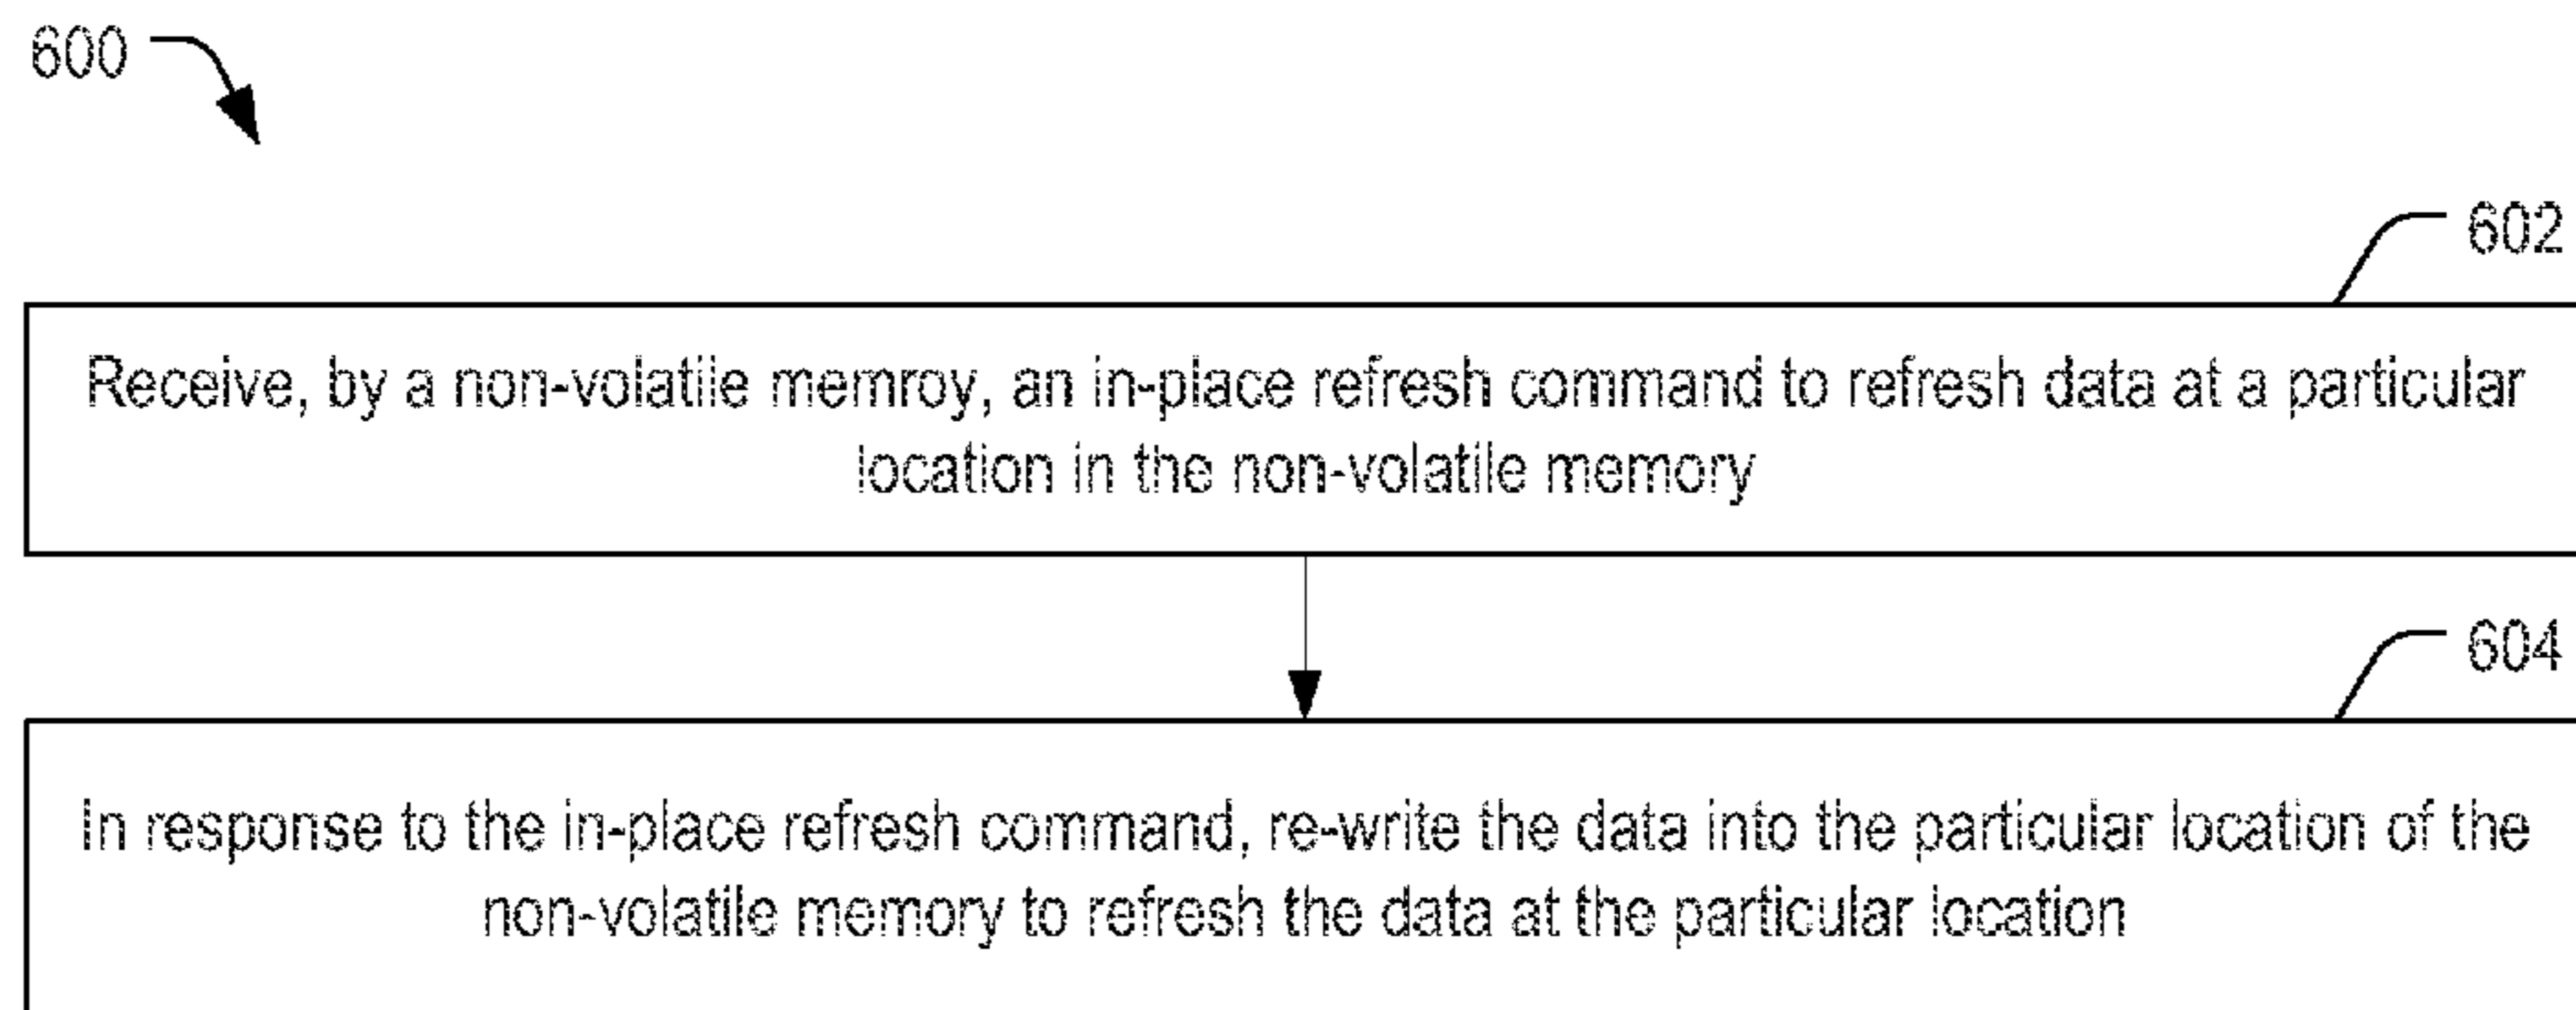 600
602
Receive, by a non-volatile memroy, an in-place refresh command to refresh data at a particular
location in the non-volatile memory
604
In response to the in-place refresh command, re-write the data into the particular location of the
non-volatile memory to refresh the data at the particular location